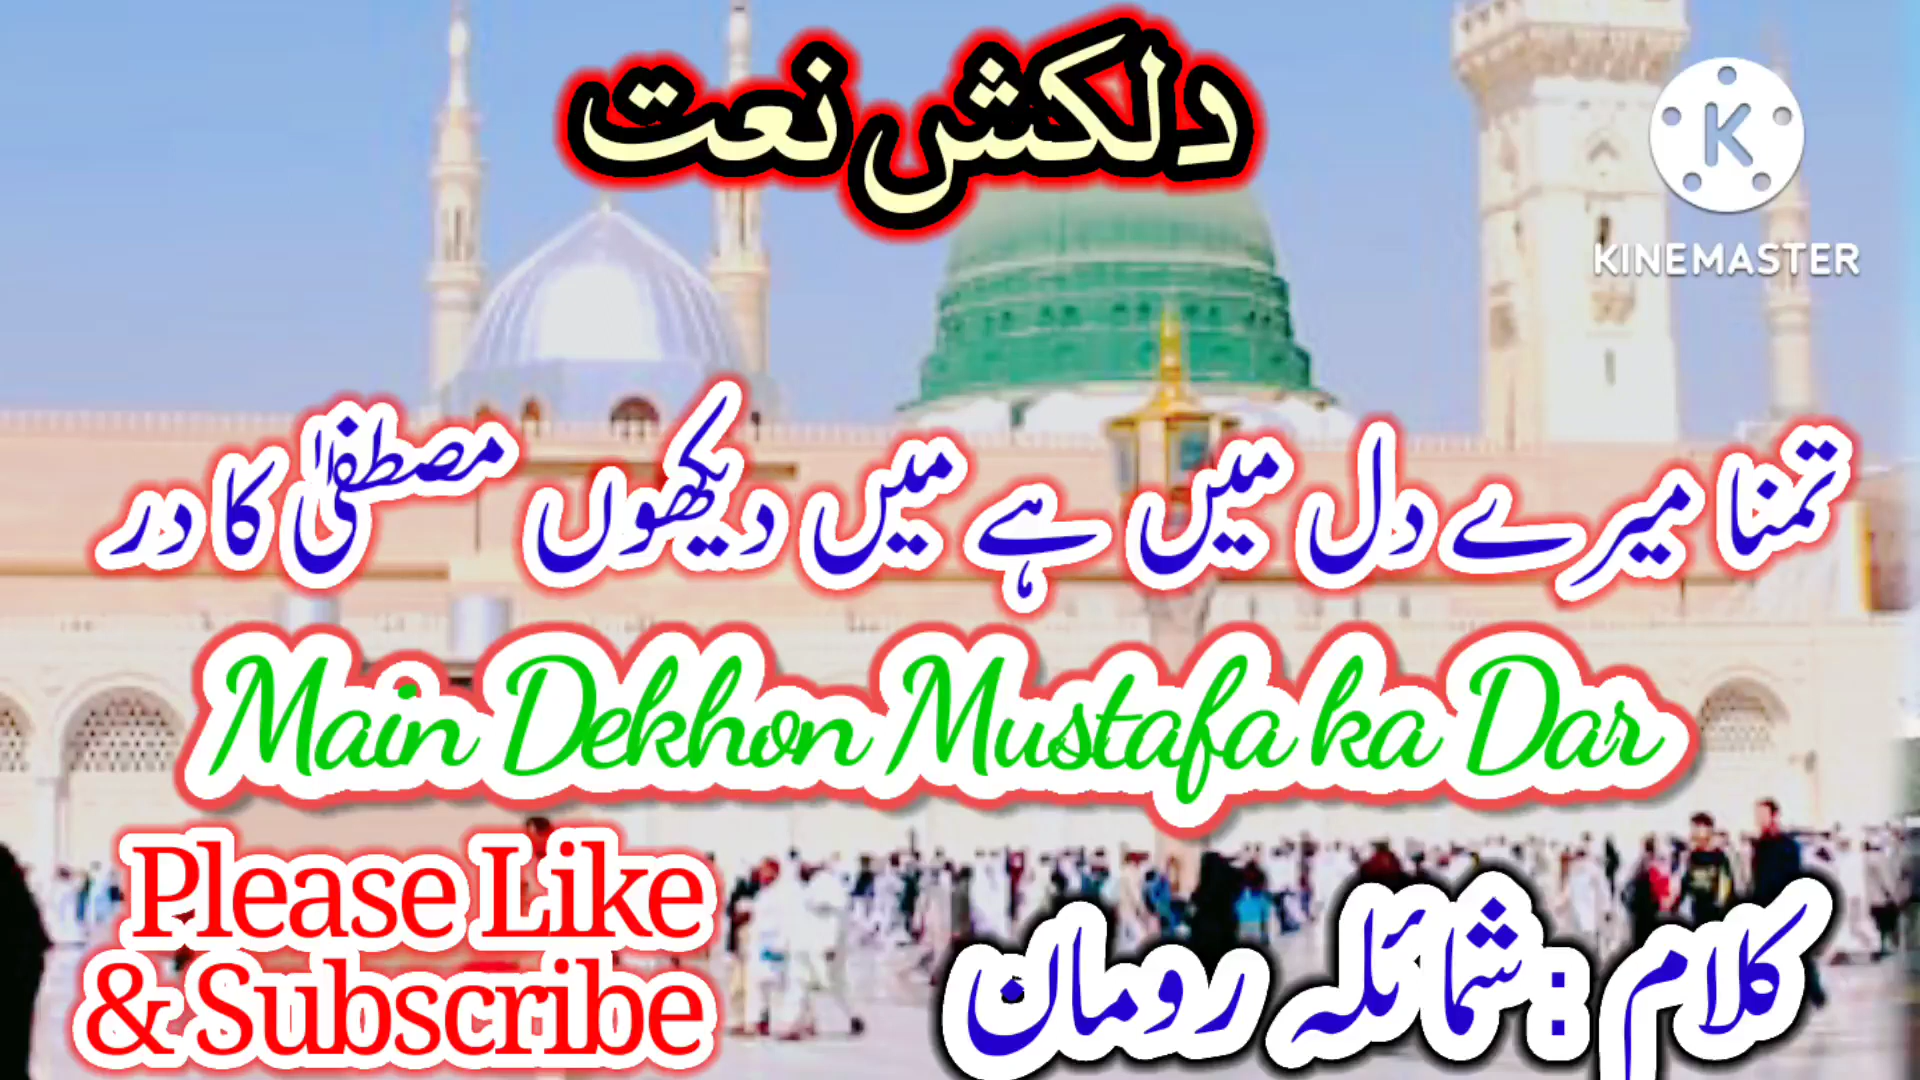 دلکش نعت
KINEMASTER
تمنا میرے دل میں ہے میں دیکھوں مصطفیٰ کا در
Main Dekhon Mustafa ka Dar
Please Like
& Subscribe
کلام : شمائلہ رومان